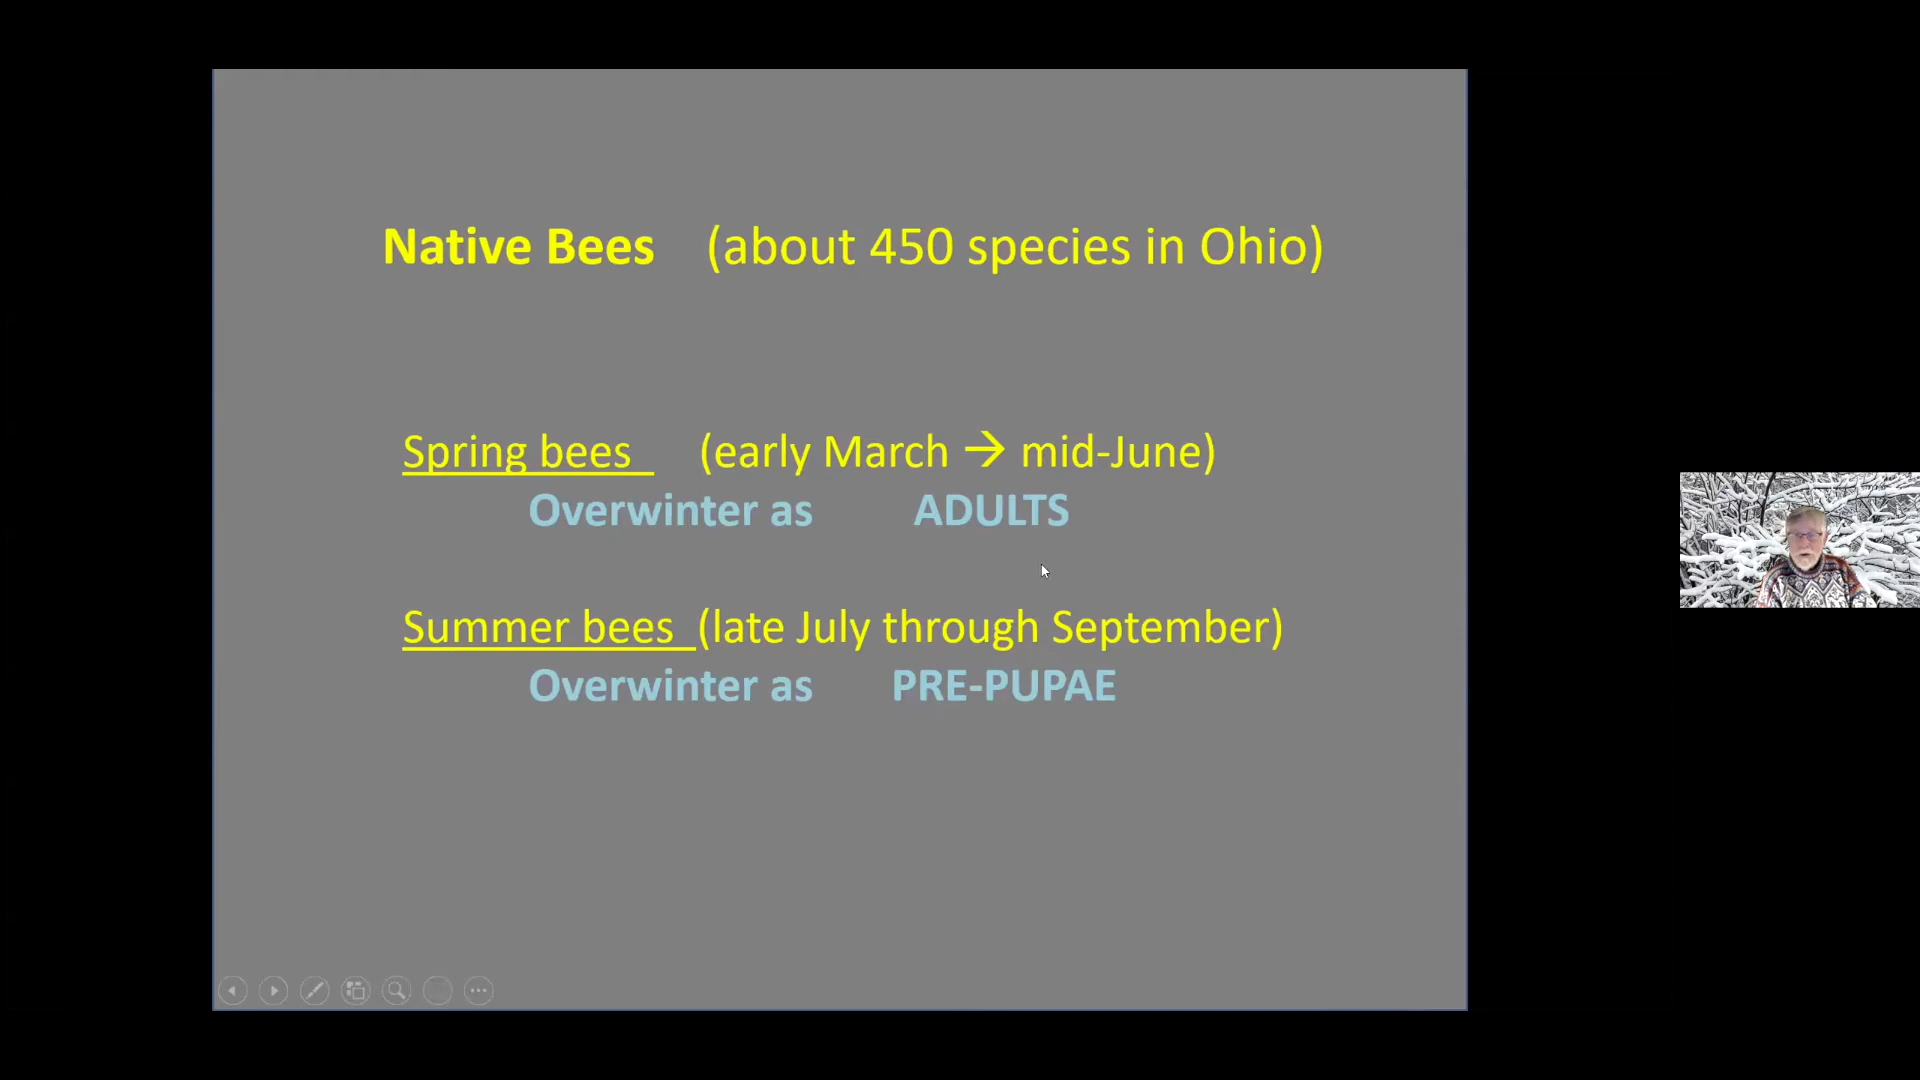 Native Bees (about 450 species in Ohio)
Spring bees (early March → mid-June)
Overwinter as ADULTS
Summer bees (late July through September)
Overwinter as PRE-PUPAE